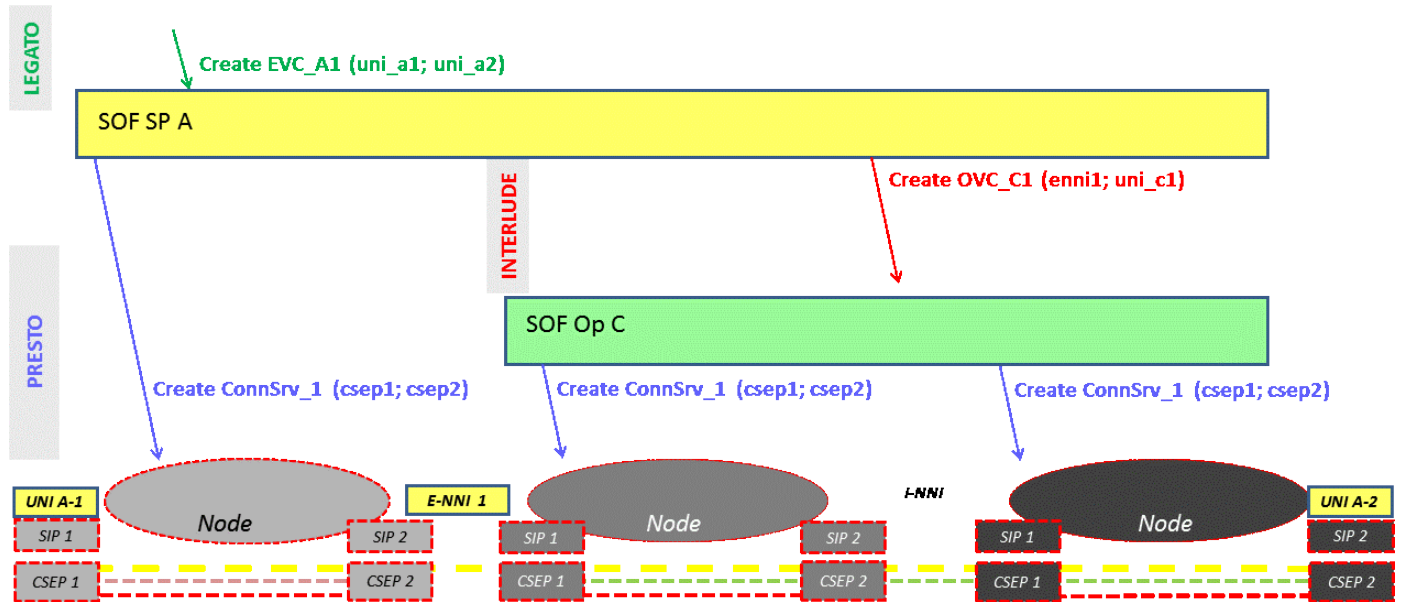 LEGATO
Create EVC_A1 (uni_a1; uni_a2)
SOF SP A
INTERLUDE
Create OVC_C1 (enni1; uni_c1)
PRESTO
SOF Op C
Create ConnSrv_1 (csep1; csep2)
Create ConnSrv_1 (csep1; csep2)
Create ConnSrv_1 (csep1; csep2)
UNI A-1
Node
E-NNI 1
Node
I-NNI
Node
UNI A-2
SIP 1
SIP 2
SIP 1
SIP 2
SIP 1
SIP 2
CSEP 1
CSEP 2
CSEP 1
CSEP 2
CSEP 1
CSEP 2